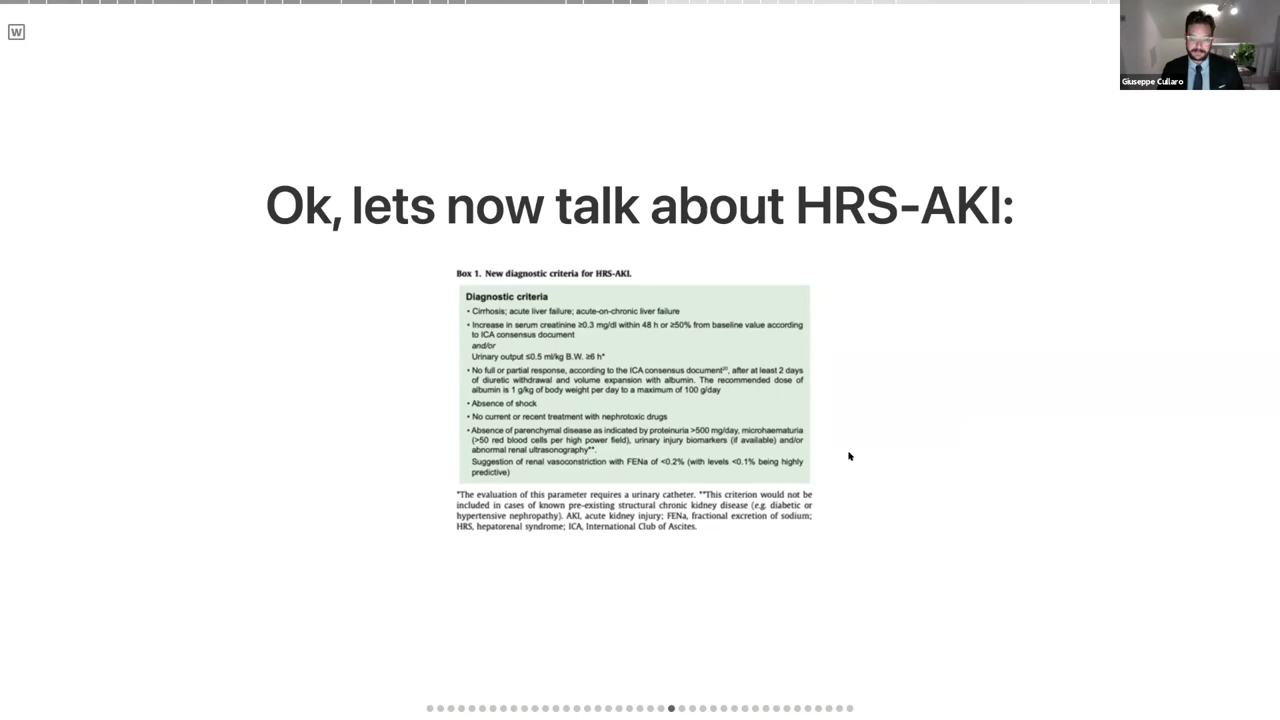 W
Giuseppe Cullaro
Ok, lets now talk about HRS-AKI:
Box 1. New diagnostic criteria for HRS-AKI.
Diagnostic criteria
• Cirrhosis; acute liver failure; acute-on-chronic liver failure
• Increase in serum creatinine ≥0.3 mg/dl within 48 h or ≥50% from baseline value according
to ICA consensus document
and/or
Urinary output ≤0.5 ml/kg B.W. ≥6 h*
• No full or partial response, according to the ICA consensus document²⁰, after at least 2 days
of diuretic withdrawal and volume expansion with albumin. The recommended dose of
albumin is 1 g/kg of body weight per day to a maximum of 100 g/day
• Absence of shock
• No current or recent treatment with nephrotoxic drugs
• Absence of parenchymal disease as indicated by proteinuria >500 mg/day, microhaematuria
(>50 red blood cells per high power field), urinary injury biomarkers (if available) and/or
abnormal renal ultrasonography**.
Suggestion of renal vasoconstriction with FENa of <0.2% (with levels <0.1% being highly
predictive)
*The evaluation of this parameter requires a urinary catheter. **This criterion would not be
included in cases of known pre-existing structural chronic kidney disease (e.g. diabetic or
hypertensive nephropathy). AKI, acute kidney injury; FENa, fractional excretion of sodium;
HRS, hepatorenal syndrome; ICA, International Club of Ascites.